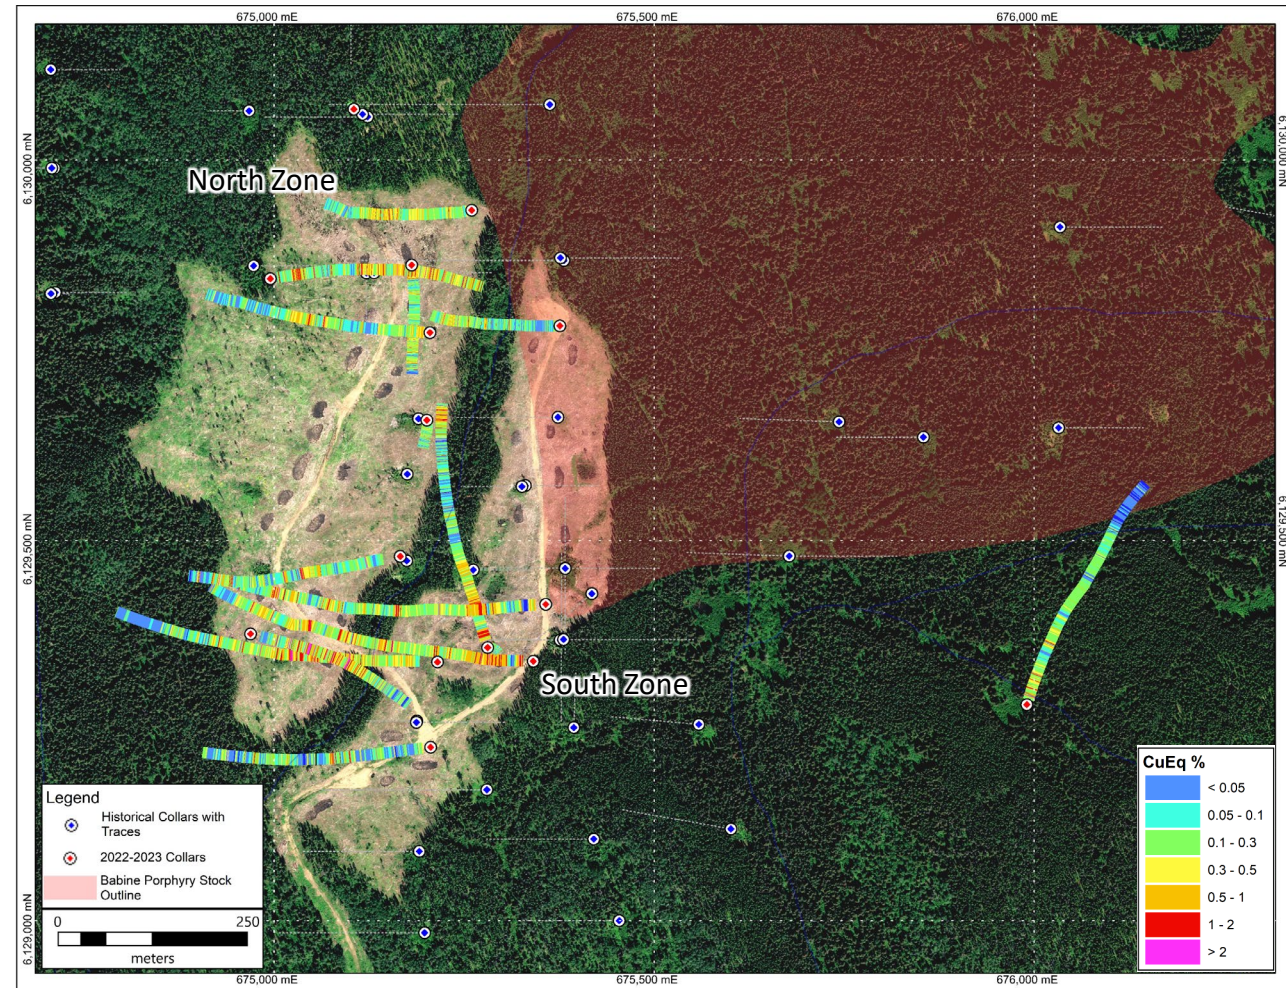 675,000 mE
675,500 mE
676,000 mE
6,130,000 mN
6,130,000 mN
North Zone
6,129,500 mN
6,129,500 mN
South Zone
CuEq %
< 0.05
0.05 - 0.1
0.1 - 0.3
0.3 - 0.5
0.5 - 1
1 - 2
> 2
Legend
Historical Collars with
Traces
2022-2023 Collars
Babine Porphyry Stock
Outline
0
250
meters
6,129,000 mN
675,000 mE
675,500 mE
676,000 mE